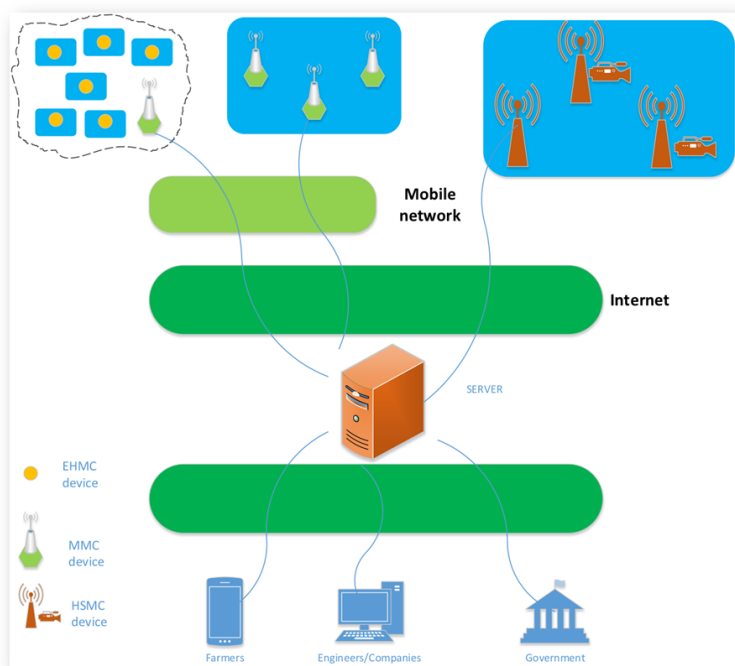 Mobile
network
Internet
SERVER
EHMC
device
MMC
device
HSMC
device
Farmers
Engineers/Companies
Government